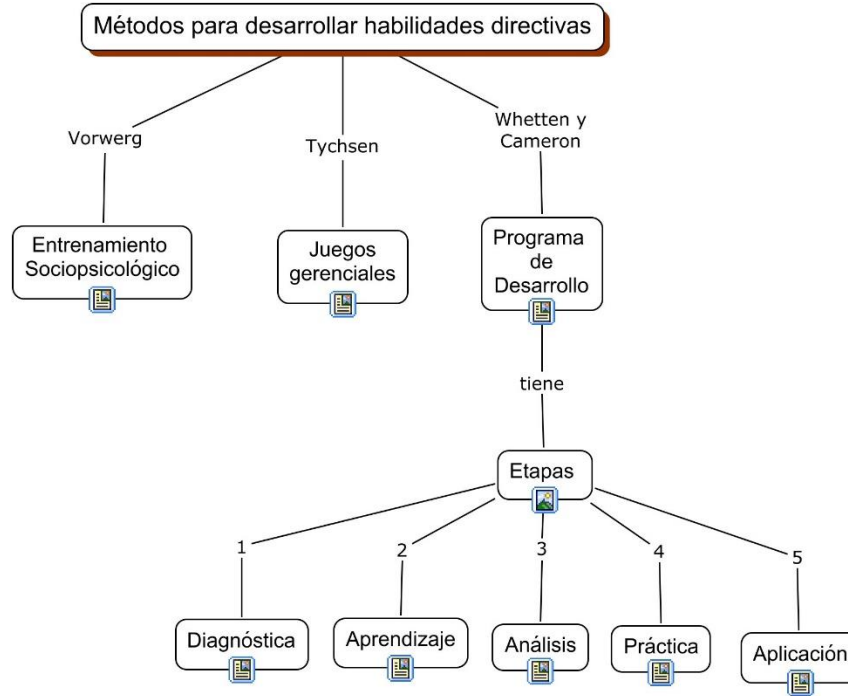 Métodos para desarrollar habilidades directivas
Vorwerg
Tychsen
Whetten y
Cameron
Entrenamiento
Sociopsicológico
Juegos
gerenciales
Programa
de
Desarrollo
tiene
Etapas
1
2
3
4
5
Diagnóstica
Aprendizaje
Análisis
Práctica
Aplicación